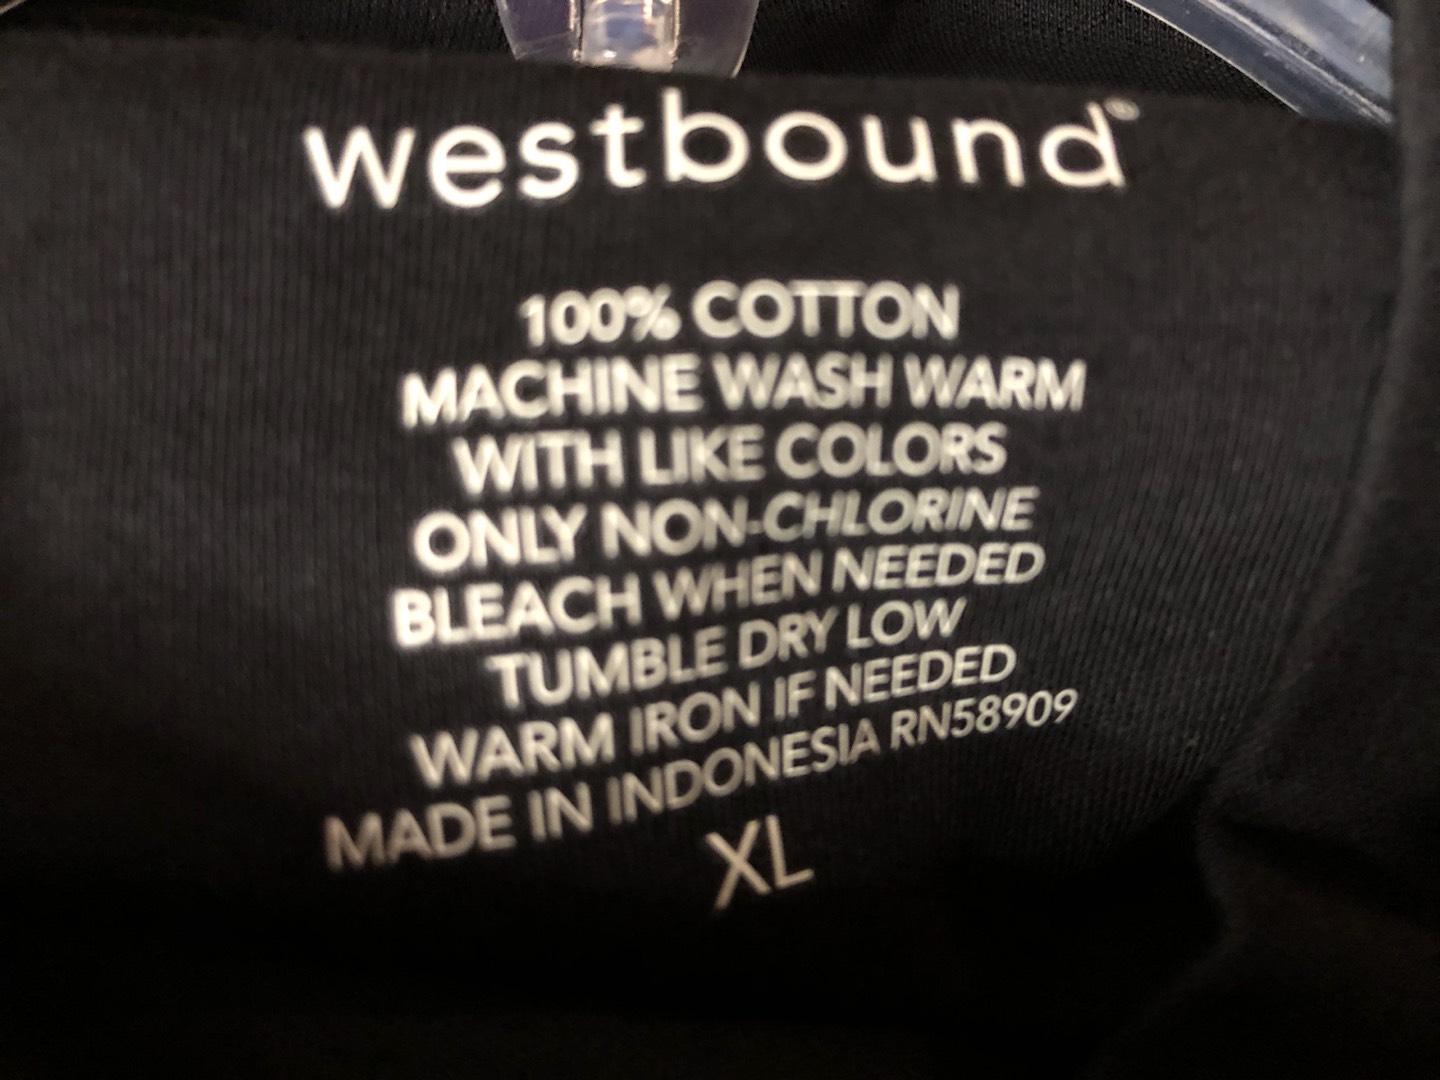 westbound®
100% COTTON
MACHINE WASH WARM
WITH LIKE COLORS
ONLY NON-CHLORINE
BLEACH WHEN NEEDED
TUMBLE DRY LOW
WARM IRON IF NEEDED
MADE IN INDONESIA RN58909
XL